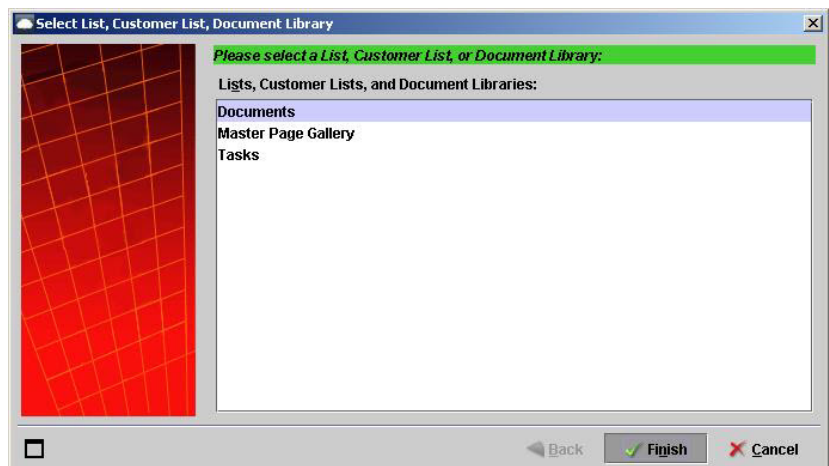 Select List, Customer List, Document Library
Please select a List, Customer List, or Document Library:
Lists, Customer Lists, and Document Libraries:
Documents
Master Page Gallery
Tasks
Back Finish Cancel